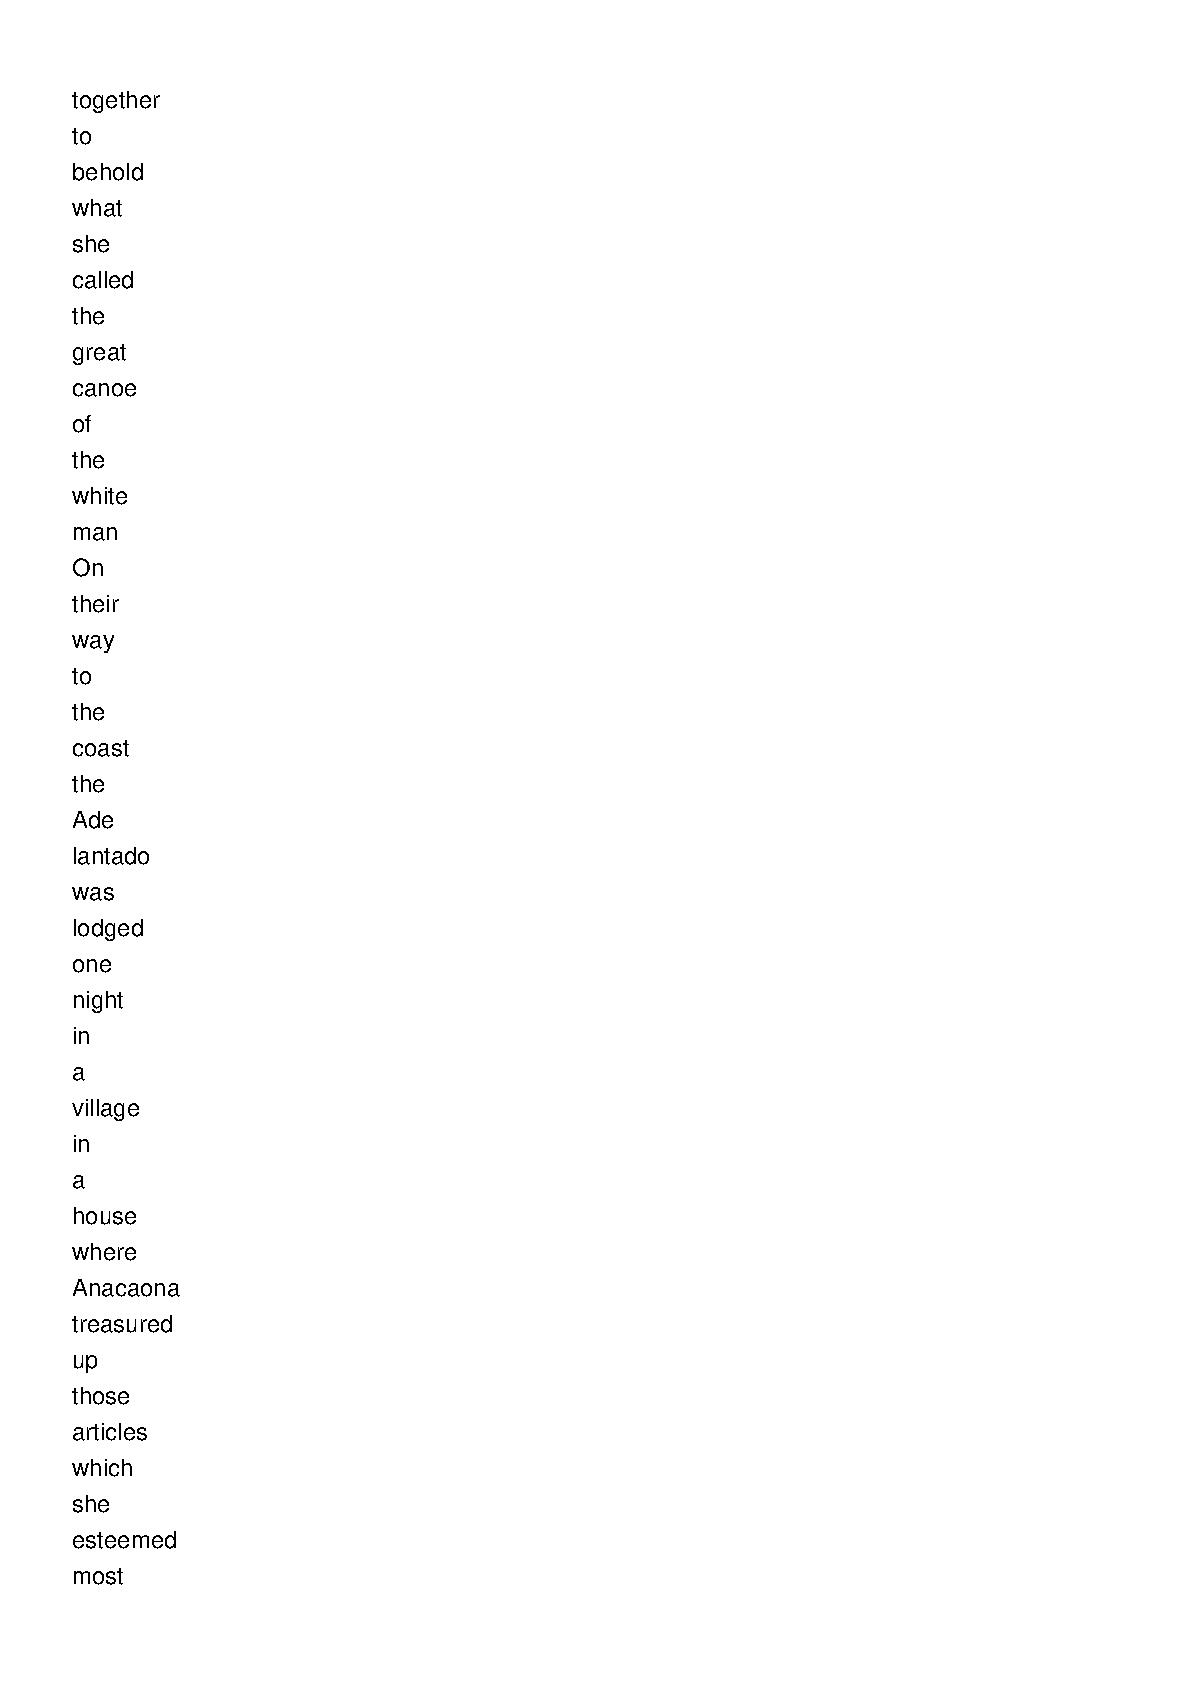 together
to
behold
what
she
called
the
great
canoe
of
the
white
man
On
their
way
to
the
coast
the
Ade
lantado
was
lodged
one
night
in
a
village
in
a
house
where
Anacaona
treasured
up
those
articles
which
she
esteemed
most